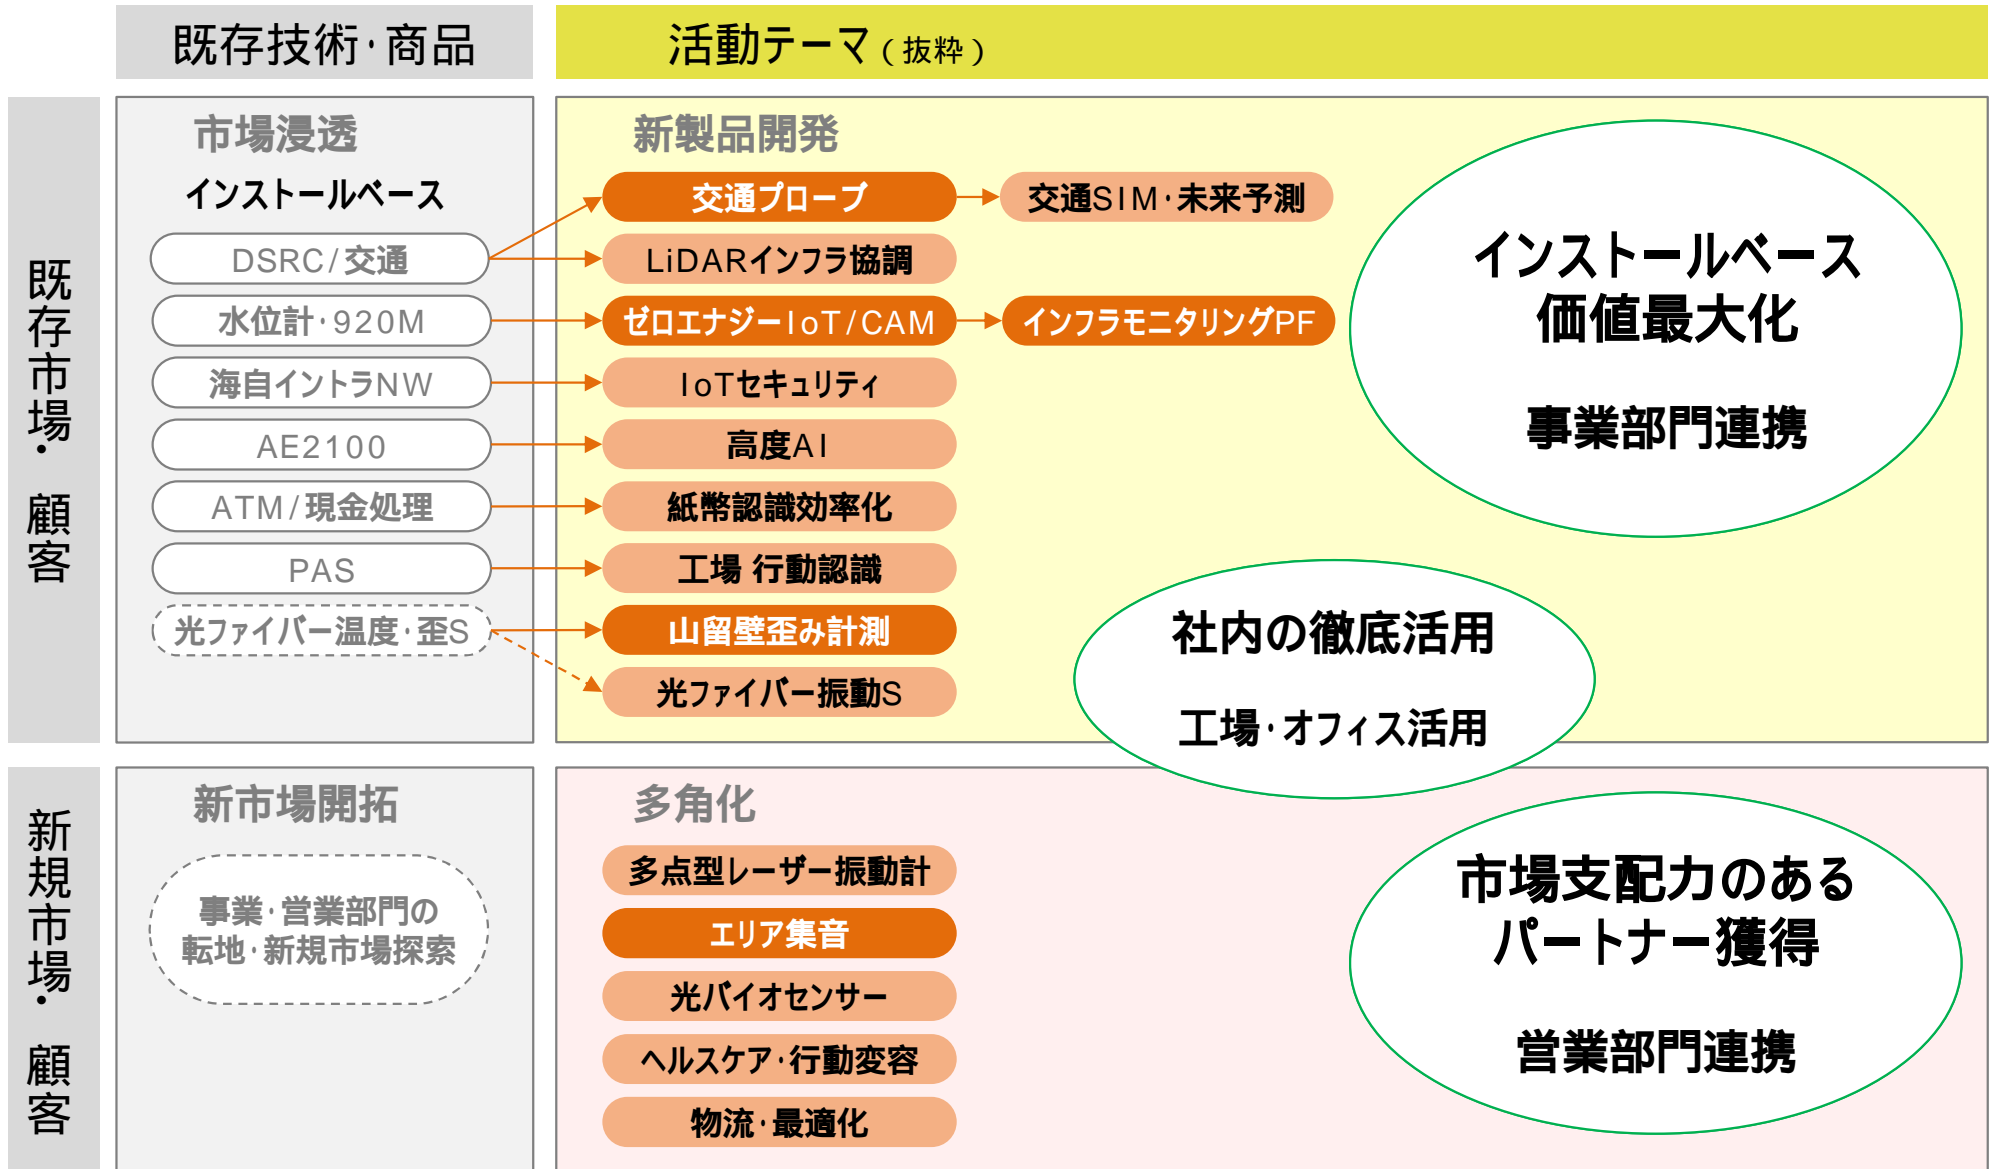 既存技術・商品
活動テーマ(抜粋)
既存市場・顧客
市場浸透
インストールベース
DSRC/交通
水位計・920M
海自イントラNW
AE2100
ATM/現金処理
PAS
光ファイバー温度・歪S
新製品開発
交通プローブ
交通SIM・未来予測
LiDARインフラ協調
ゼロエナジーIoT/CAM
インフラモニタリングPF
IoTセキュリティ
高度AI
紙幣認識効率化
工場 行動認識
山留壁歪み計測
光ファイバー振動S
インストールベース
価値最大化
事業部門連携
社内の徹底活用
工場・オフィス活用
新規市場・顧客
新市場開拓
事業・営業部門の
転地・新規市場探索
多角化
多点型レーザー振動計
エリア集音
光バイオセンサー
ヘルスケア・行動変容
物流・最適化
市場支配力のある
パートナー獲得
営業部門連携